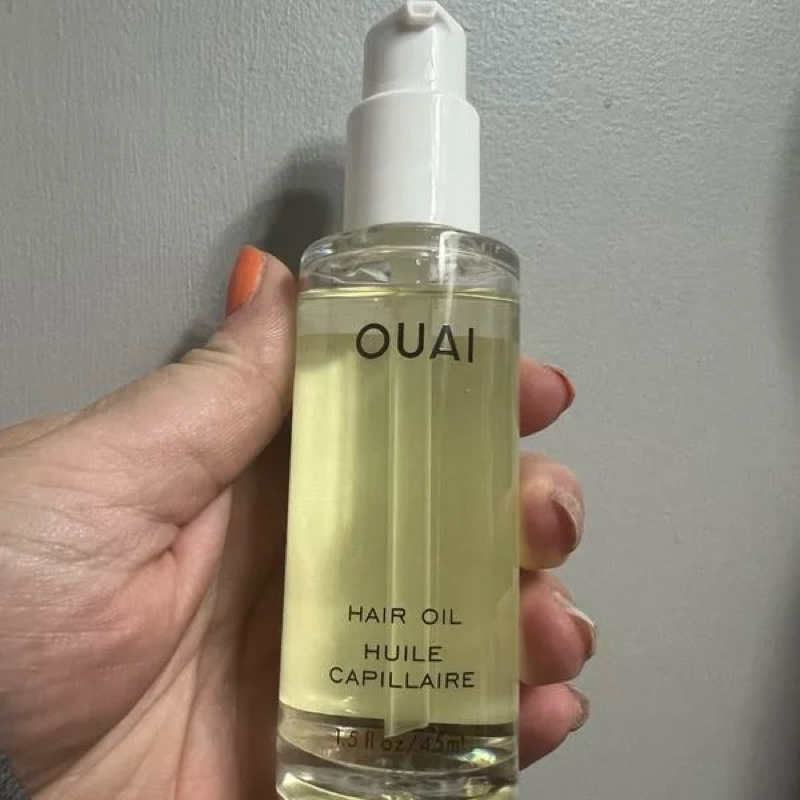 OUAI
HAIR OIL
HUILE
CAPILLAIRE
1.5 fl oz/45ml